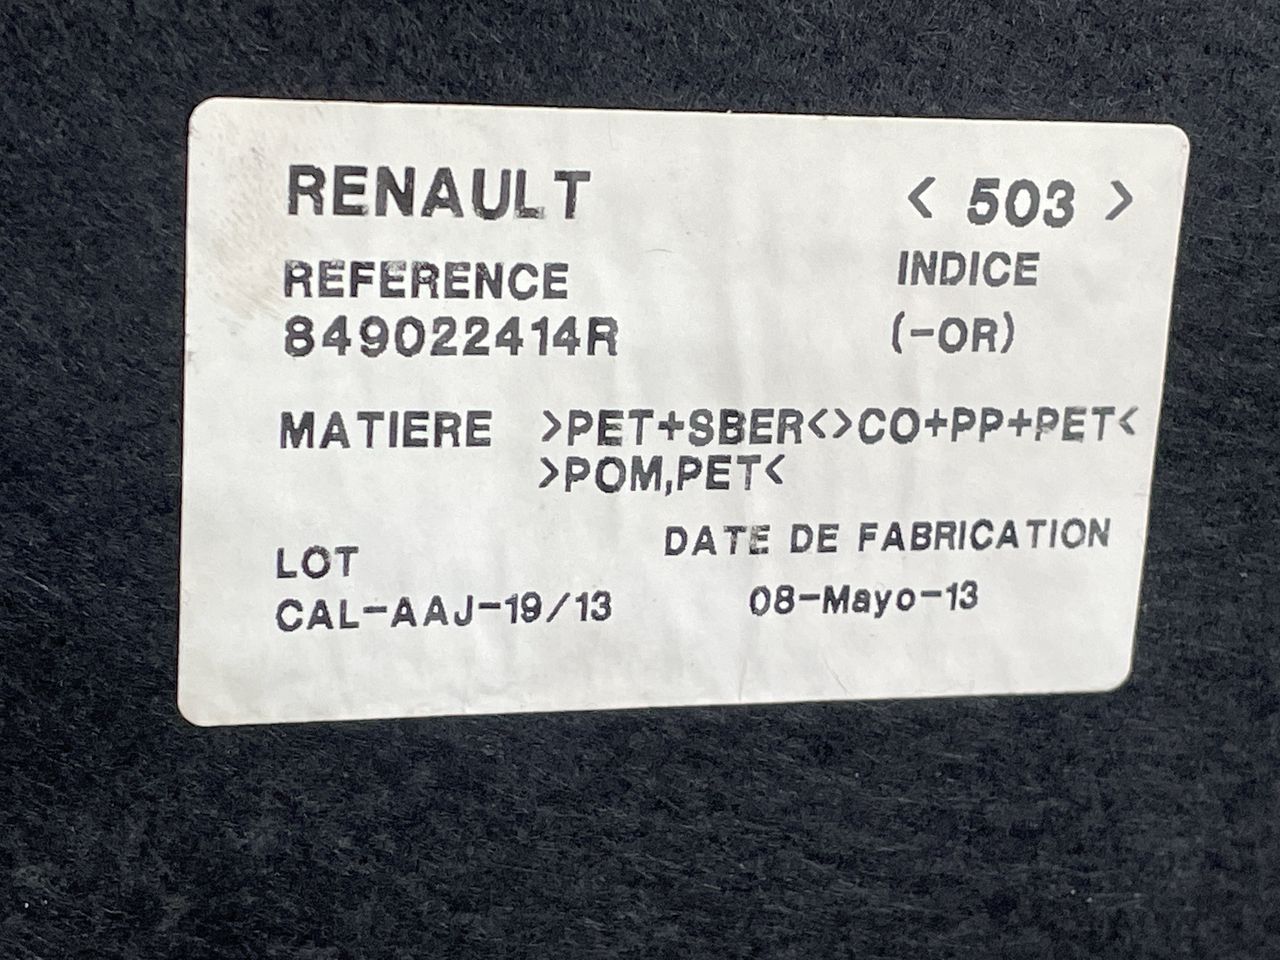 RENAULT < 503 >
REFERENCE INDICE
849022414R (-OR)
MATIERE >PET+SBER<>CO+PP+PET<
>POM,PET<
LOT DATE DE FABRICATION
CAL-AAJ-19/13 08-Mayo-13